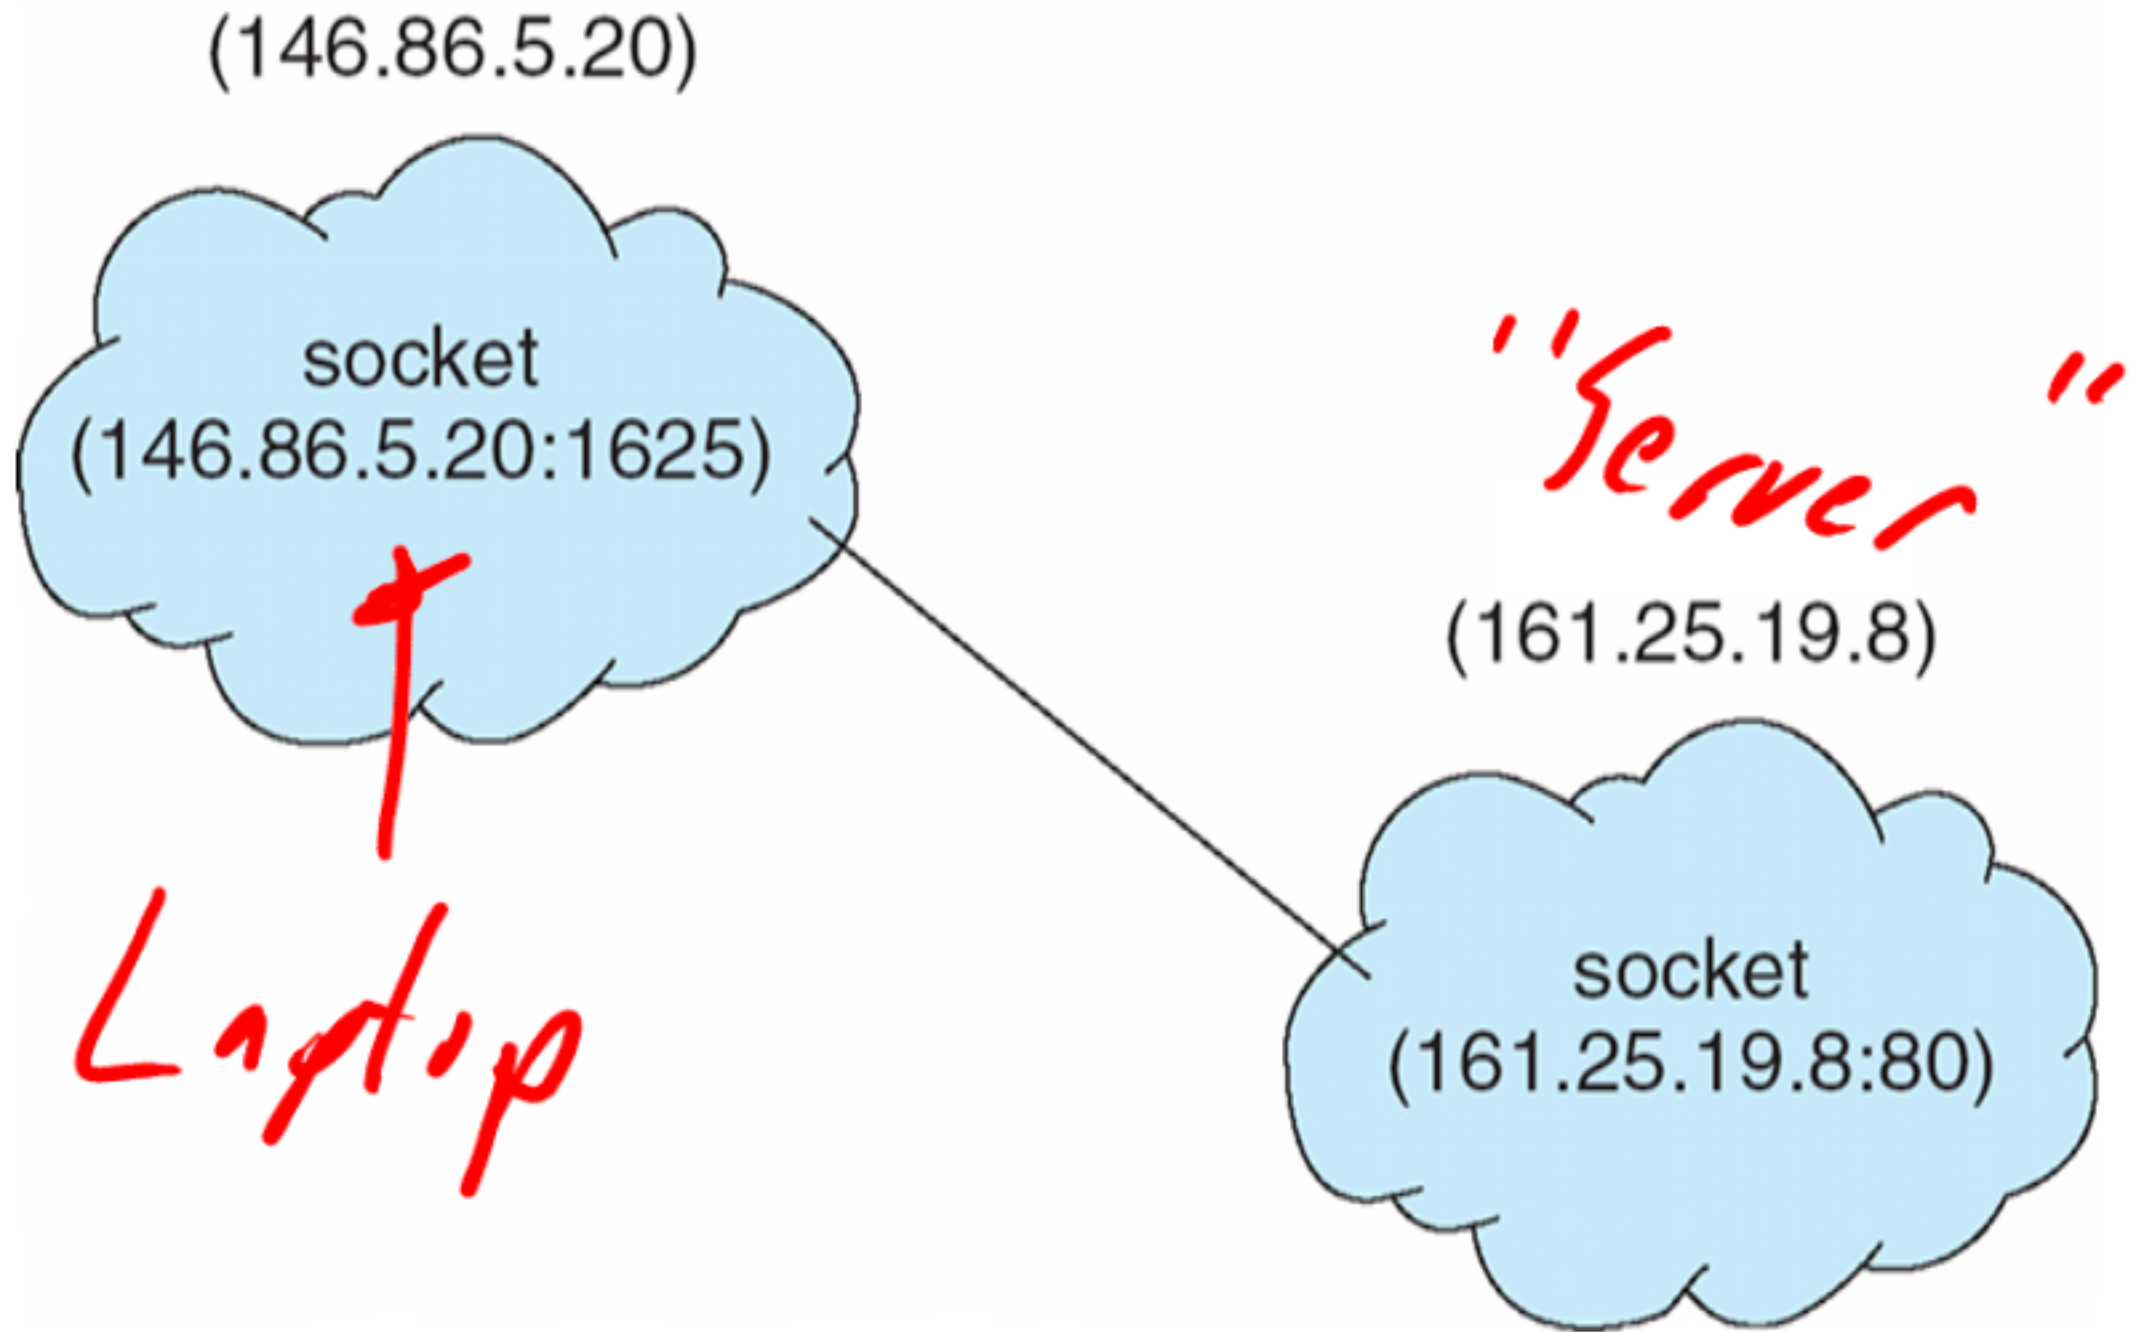 (146.86.5.20)
socket
(146.86.5.20:1625)
"Server"
(161.25.19.8)
Laptop
socket
(161.25.19.8:80)